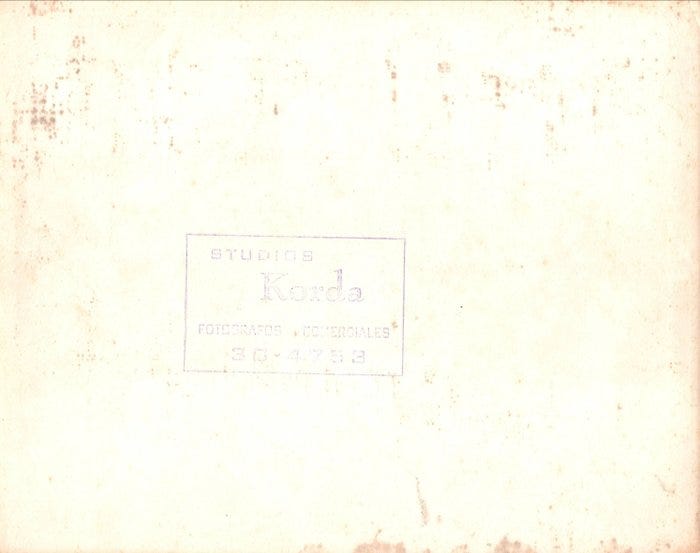 STUDIOS
Korda
FOTOGRAFOS COMERCIALES
30-4753